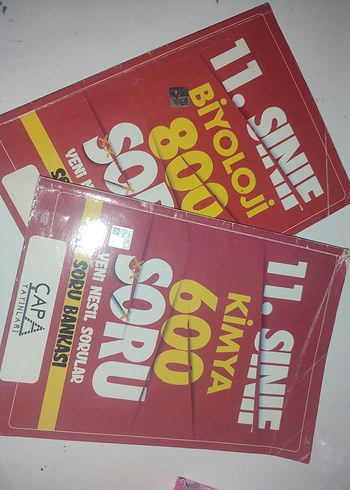 11. SINIF
BİYOLOJİ
800
SORU
YENİ
11. SINIF
KİMYA
600
SORU
YENİ NESİL SORULAR
SORU BANKASI
ÇAPA
YAYINLARI